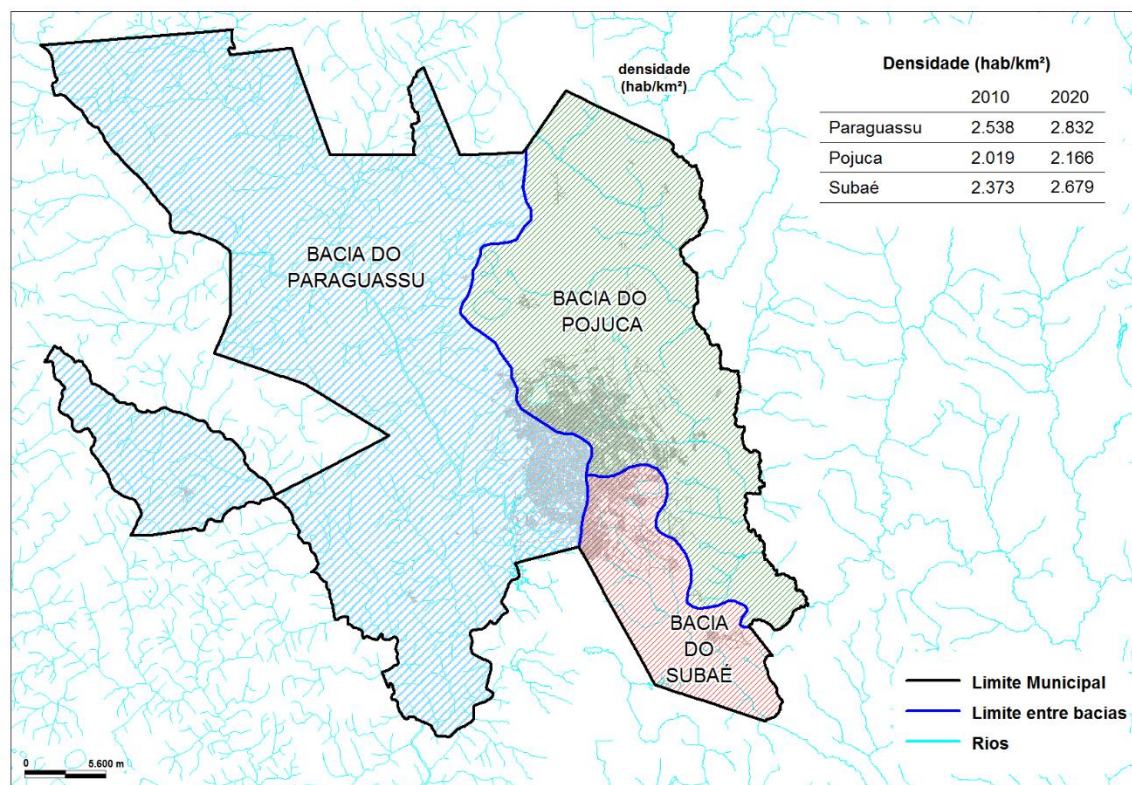 densidade
(hab/km²)
Densidade (hab/km²)
2010 2020
Paraguassu 2.538 2.832
Pojuca 2.019 2.166
Subaé 2.373 2.679
BACIA DO
PARAGUASSU
BACIA DO
POJUCA
BACIA
DO
SUBAÉ
Limite Municipal
Limite entre bacias
Rios
0 5.600 m